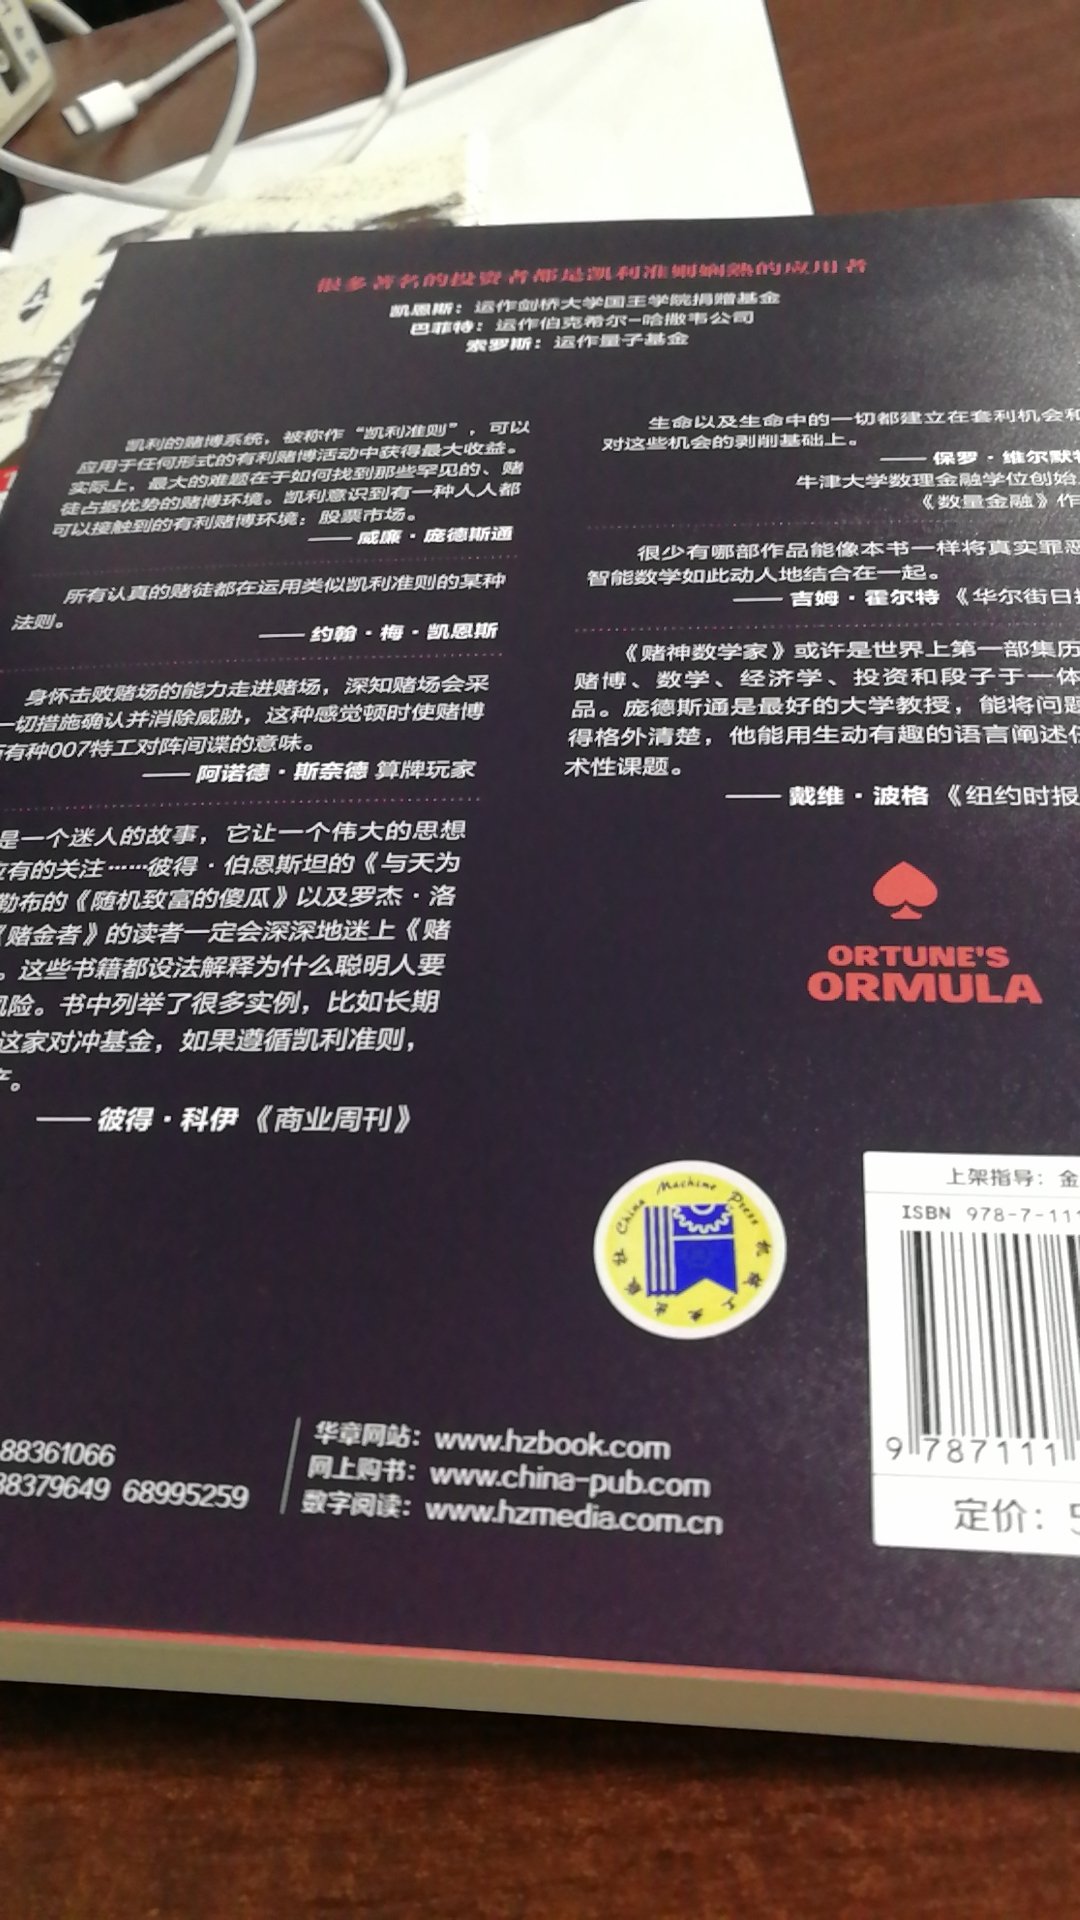 很多著名的投资者都是凯利准则娴熟的应用者
凯恩斯：运作剑桥大学国王学院捐赠基金
巴菲特：运作伯克希尔-哈撒韦公司
索罗斯：运作量子基金
凯利的赌博系统，被称作“凯利准则”，可以
应用于任何形式的有利赌博活动中获得最大收益。
实际上，最大的难题在于如何找到那些罕见的、赌
徒占据优势的赌博环境。凯利意识到有一种人人都
可以接触到的有利赌博环境：股票市场。
—— 威廉·庞德斯通
所有认真的赌徒都在运用类似凯利准则的某种
法则。
—— 约翰·梅·凯恩斯
身怀击败赌场的能力走进赌场，深知赌场会采
一切措施确认并消除威胁，这种感觉顿时使赌博
有种007特工对阵间谍的意味。
—— 阿诺德·斯奈德 算牌玩家
是一个迷人的故事，它让一个伟大的思想
应有的关注……彼得·伯恩斯坦的《与天为
勒布的《随机致富的傻瓜》以及罗杰·洛
《赌金者》的读者一定会深深地迷上《赌
。这些书籍都设法解释为什么聪明人要
风险。书中列举了很多实例，比如长期
这家对冲基金，如果遵循凯利准则，
产。
—— 彼得·科伊《商业周刊》
生命以及生命中的一切都建立在套利机会和
对这些机会的剥削基础上。
—— 保罗·维尔默特
牛津大学数理金融学位创始
《数量金融》作
很少有哪部作品能像本书一样将真实罪恶
智能数学如此动人地结合在一起。
—— 吉姆·霍尔特《华尔街日报
《赌神数学家》或许是世界上第一部集历
赌博、数学、经济学、投资和段子于一体
品。庞德斯通是最好的大学教授，能将问题
得格外清楚，他能用生动有趣的语言阐述任
术性课题。
—— 戴维·波格《纽约时报
ORTUNE'S
ORMULA
China Machine Press
机械工业出版社
上架指导：金
ISBN 978-7-111
9 787111
定价：5
88361066
88379649 68995259
华章网站：www.hzbook.com
网上购书：www.china-pub.com
数字阅读：www.hzmedia.com.cn
A